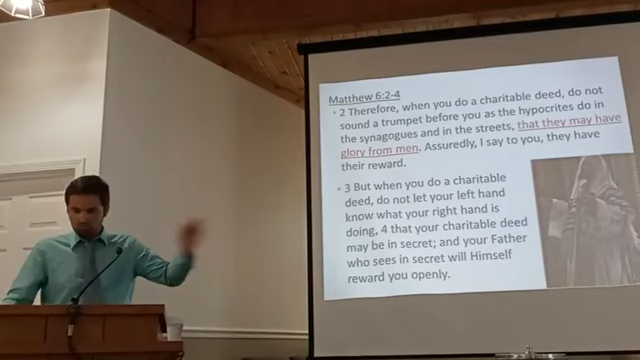 Matthew 6:2-4
• 2 Therefore, when you do a charitable deed, do not
sound a trumpet before you as the hypocrites do in
the synagogues and in the streets, that they may have
glory from men. Assuredly, I say to you, they have
their reward.
• 3 But when you do a charitable
deed, do not let your left hand
know what your right hand is
doing, 4 that your charitable deed
may be in secret; and your Father
who sees in secret will Himself
reward you openly.